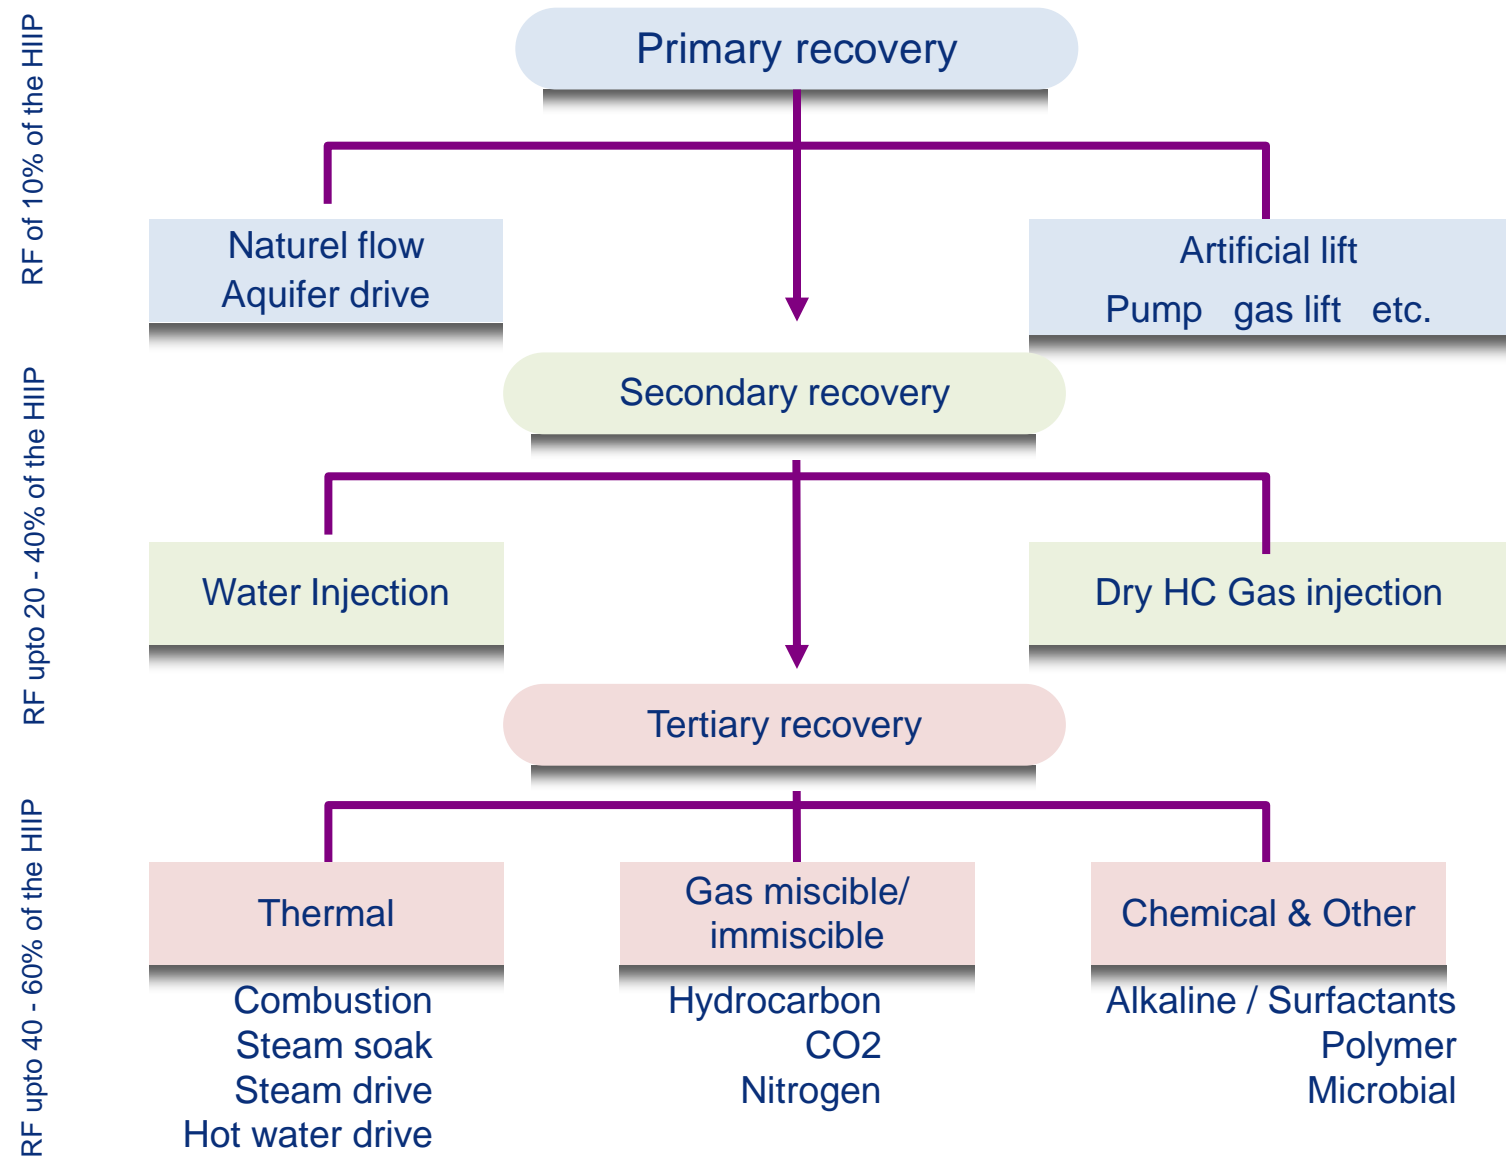 RF of 10% of the HIIP
Primary recovery
Naturel flow
Aquifer drive
Artificial lift
Pump gas lift etc.
RF upto 20 - 40% of the HIIP
Secondary recovery
Water Injection
Dry HC Gas injection
RF upto 40 - 60% of the HIIP
Tertiary recovery
Thermal
Combustion
Steam soak
Steam drive
Hot water drive
Gas miscible/
immiscible
Hydrocarbon
CO2
Nitrogen
Chemical & Other
Alkaline / Surfactants
Polymer
Microbial